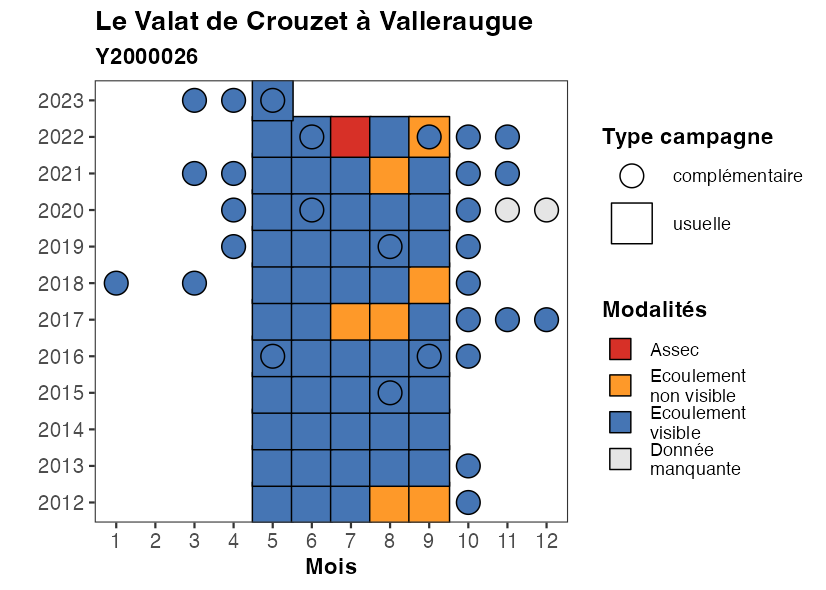 Le Valat de Crouzet à Valleraugue
Y2000026
2023
2022
2021
2020
2019
2018
2017
2016
2015
2014
2013
2012
1 2 3 4 5 6 7 8 9 10 11 12
Mois
Type campagne
complémentaire
usuelle
Modalités
Assec
Ecoulement
non visible
Ecoulement
visible
Donnée
manquante